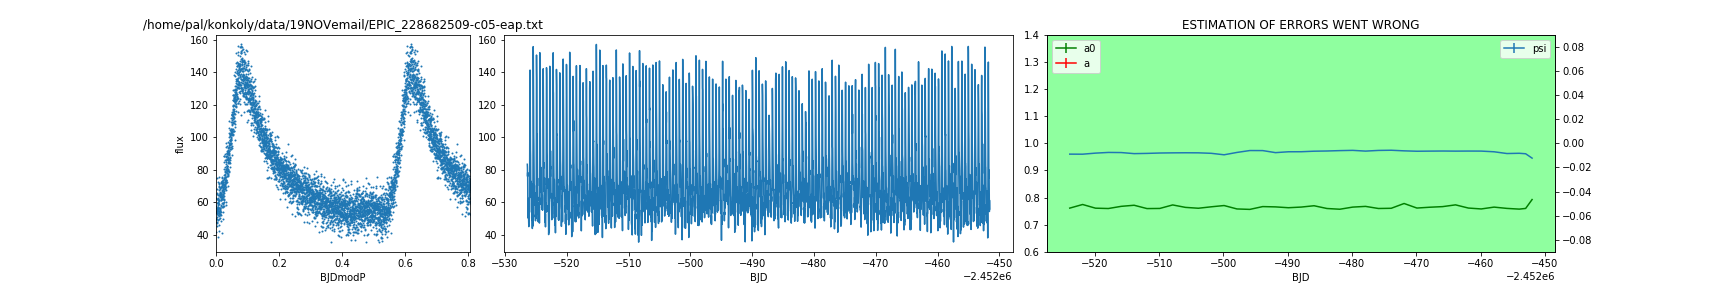 /home/pal/konkoly/data/19NOVemail/EPIC_228682509-c05-eap.txt
160
140
120
100
80
60
40
flux
0.0 0.2 0.4 0.6 0.8
BJDmodP
160
140
120
100
80
60
40
−530 −520 −510 −500 −490 −480 −470 −460 −450
BJD
−2.452e6
ESTIMATION OF ERRORS WENT WRONG
1.4
1.3
1.2
1.1
1.0
0.9
0.8
0.7
0.6
a0
a
psi
0.08
0.06
0.04
0.02
0.00
−0.02
−0.04
−0.06
−0.08
−520 −510 −500 −490 −480 −470 −460 −450
BJD
−2.452e6